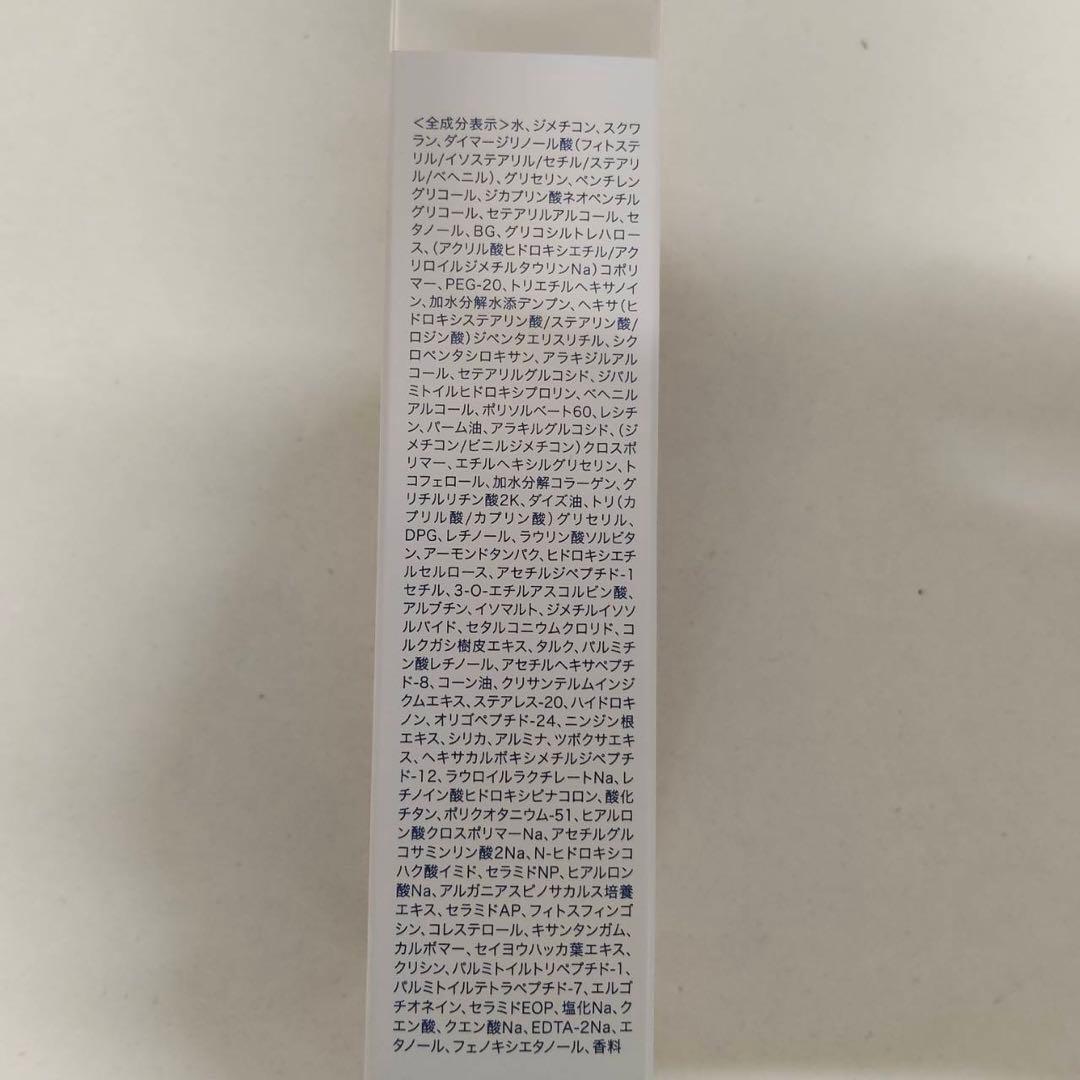 ＜全成分表示＞水、ジメチコン、スクワ
ラン、ダイマージリノール酸（フィトステ
リル/イソステアリル/セチル/ステアリ
ル/ベヘニル）、グリセリン、ペンチレン
グリコール、ジカプリン酸ネオペンチル
グリコール、セテアリルアルコール、セ
タノール、BG、グリコシルトレハロー
ス、（アクリル酸ヒドロキシエチル/アク
リロイルジメチルタウリンNa）コポリ
マー、PEG-20、トリエチルヘキサノイ
ン、加水分解水添デンプン、ヘキサ（ヒ
ドロキシステアリン酸/ステアリン酸/
ロジン酸）ジペンタエリスリチル、シク
ロペンタシロキサン、アラキジルアル
コール、セテアリルグルコシド、ジパル
ミトイルヒドロキシプロリン、ベヘニル
アルコール、ポリソルベート60、レシチ
ン、パーム油、アラキルグルコシド、（ジ
メチコン/ビニルジメチコン）クロスポ
リマー、エチルヘキシルグリセリン、ト
コフェロール、加水分解コラーゲン、グ
リチルリチン酸2K、ダイズ油、トリ（カ
プリル酸/カプリン酸）グリセリル、
DPG、レチノール、ラウリン酸ソルビタ
ン、アーモンドタンパク、ヒドロキシエチ
ルセルロース、アセチルジペプチド-1
セチル、3-O-エチルアスコルビン酸、
アルブチン、イソマルト、ジメチルイソソ
ルバイド、セタルコニウムクロリド、コ
ルクガシ樹皮エキス、タルク、パルミチ
ン酸レチノール、アセチルヘキサペプチ
ド-8、コーン油、クリサンテルムインジ
クムエキス、ステアレス-20、ハイドロキ
ノン、オリゴペプチド-24、ニンジン根
エキス、シリカ、アルミナ、ツボクサエキ
ス、ヘキサカルボキシメチルジペプチ
ド-12、ラウロイルラクチレートNa、レ
チノイン酸ヒドロキシピナコロン、酸化
チタン、ポリクオタニウム-51、ヒアルロ
ン酸クロスポリマーNa、アセチルグル
コサミンリン酸2Na、N-ヒドロキシコ
ハク酸イミド、セラミドNP、ヒアルロン
酸Na、アルガニアスピノサカルス培養
エキス、セラミドAP、フィトスフィンゴ
シン、コレステロール、キサンタンガム、
カルボマー、セイヨウハッカ葉エキス、
クリシン、パルミトイルトリペプチド-1、
パルミトイルテトラペプチド-7、エルゴ
チオネイン、セラミドEOP、塩化Na、ク
エン酸、クエン酸Na、EDTA-2Na、エ
タノール、フェノキシエタノール、香料